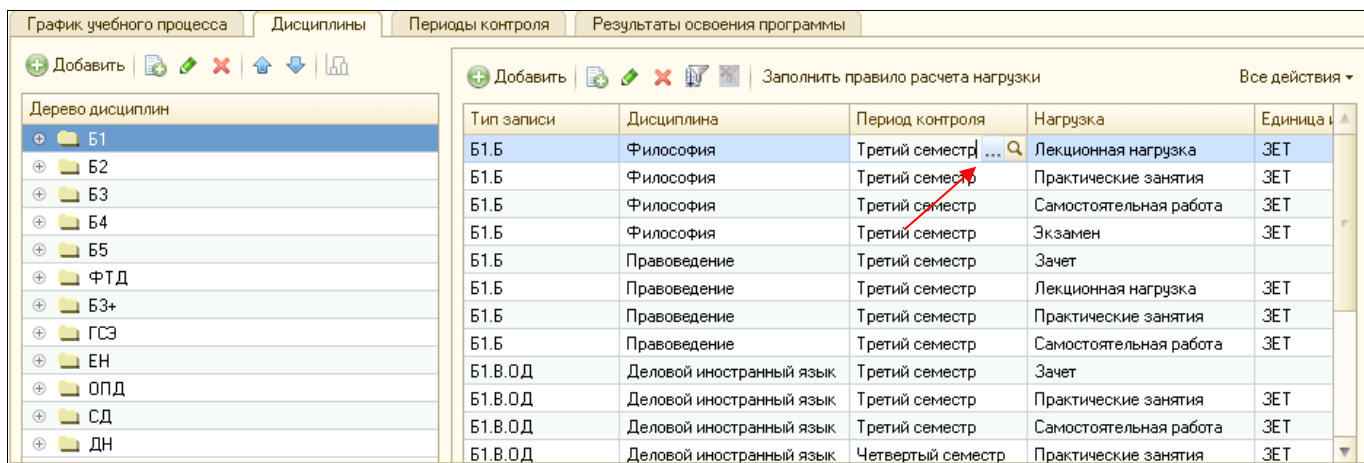 График учебного процесса Дисциплины Периоды контроля Результаты освоения программы
Добавить
Дерево дисциплин
Б1
Б2
Б3
Б4
Б5
ФТД
Б3+
ГСЭ
ЕН
ОПД
СД
ДН
Добавить Заполнить правило расчета нагрузки Все действия
Тип записи Дисциплина Период контроля Нагрузка Единица и
Б1.Б Философия Третий семестр ... Лекционная нагрузка ЗЕТ
Б1.Б Философия Третий семестр Практические занятия ЗЕТ
Б1.Б Философия Третий семестр Самостоятельная работа ЗЕТ
Б1.Б Философия Третий семестр Экзамен ЗЕТ
Б1.Б Правоведение Третий семестр Зачет
Б1.Б Правоведение Третий семестр Лекционная нагрузка ЗЕТ
Б1.Б Правоведение Третий семестр Практические занятия ЗЕТ
Б1.Б Правоведение Третий семестр Самостоятельная работа ЗЕТ
Б1.В.ОД Деловой иностранный язык Третий семестр Зачет
Б1.В.ОД Деловой иностранный язык Третий семестр Практические занятия ЗЕТ
Б1.В.ОД Деловой иностранный язык Третий семестр Самостоятельная работа ЗЕТ
Б1.В.ОД Деловой иностранный язык Четвертый семестр Практические занятия ЗЕТ